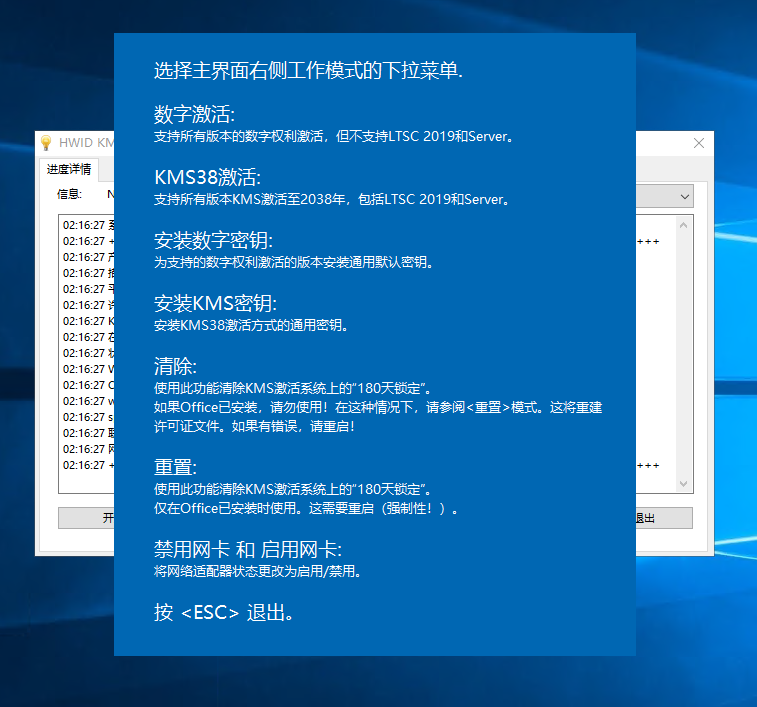 选择主界面右侧工作模式的下拉菜单.
数字激活:
支持所有版本的数字权利激活，但不支持LTSC 2019和Server。
KMS38激活:
支持所有版本KMS激活至2038年，包括LTSC 2019和Server。
安装数字密钥:
为支持的数字权利激活的版本安装通用默认密钥。
安装KMS密钥:
安装KMS38激活方式的通用密钥。
清除:
使用此功能清除KMS激活系统上的“180天锁定”。
如果Office已安装，请勿使用！在这种情况下，请参阅<重置>模式。这将重建
许可证文件。如果有错误，请重启！
重置:
使用此功能清除KMS激活系统上的“180天锁定”。
仅在Office已安装时使用。这需要重启（强制性！）。
禁用网卡 和 启用网卡:
将网络适配器状态更改为启用/禁用。
按 <ESC> 退出。
HWID KM
进度详情
信息: N
02:16:27 系
02:16:27 + +++
02:16:27 产
02:16:27 描
02:16:27 平
02:16:27 许
02:16:27 K
02:16:27 在
02:16:27 状
02:16:27 W
02:16:27 C
02:16:27 w
02:16:27 s
02:16:27 联
02:16:27 网
02:16:27 + +++
开 退出